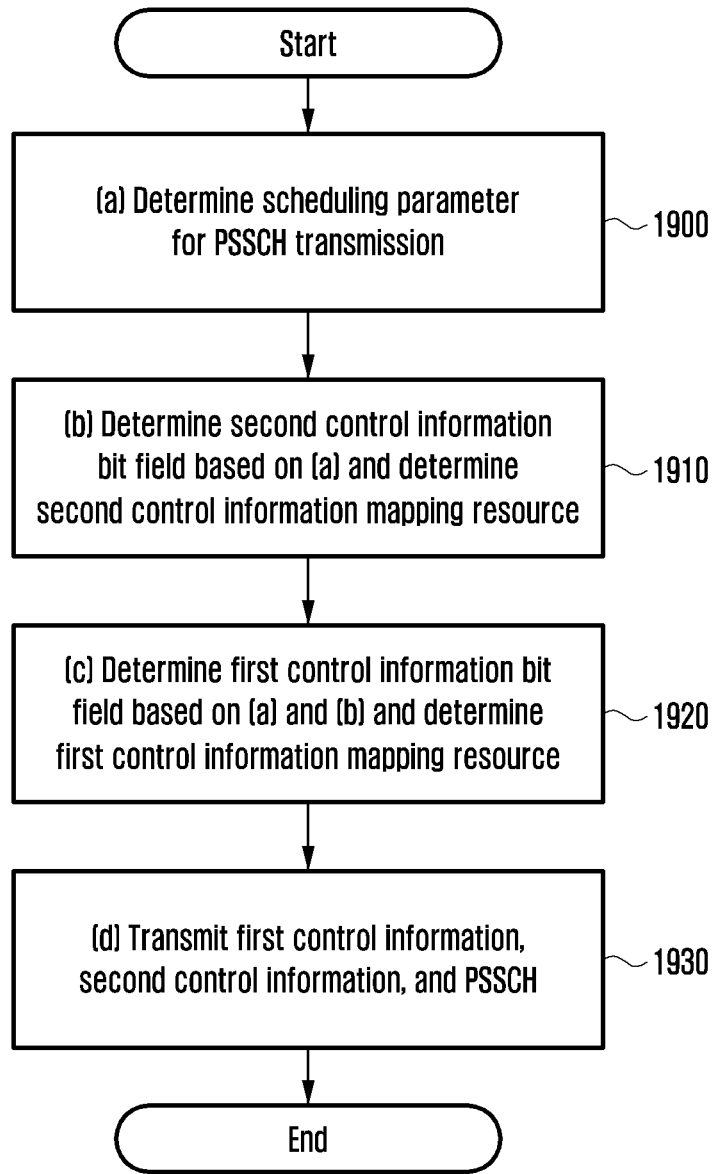 Start
(a) Determine scheduling parameter
for PSSCH transmission
1900
(b) Determine second control information
bit field based on (a) and determine
second control information mapping resource
1910
(c) Determine first control information bit
field based on (a) and (b) and determine
first control information mapping resource
1920
(d) Transmit first control information,
second control information, and PSSCH
1930
End